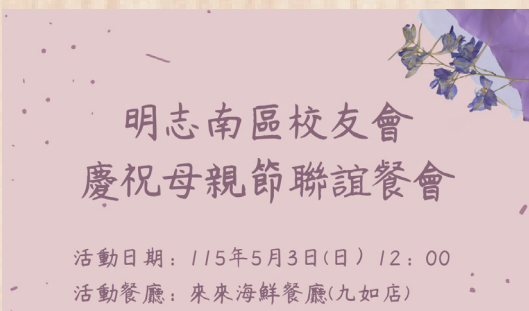 明志南區校友會
慶祝母親節聯誼餐會
活動日期：115年5月3日(日）12：00
活動餐廳：來來海鮮餐廳(九如店)